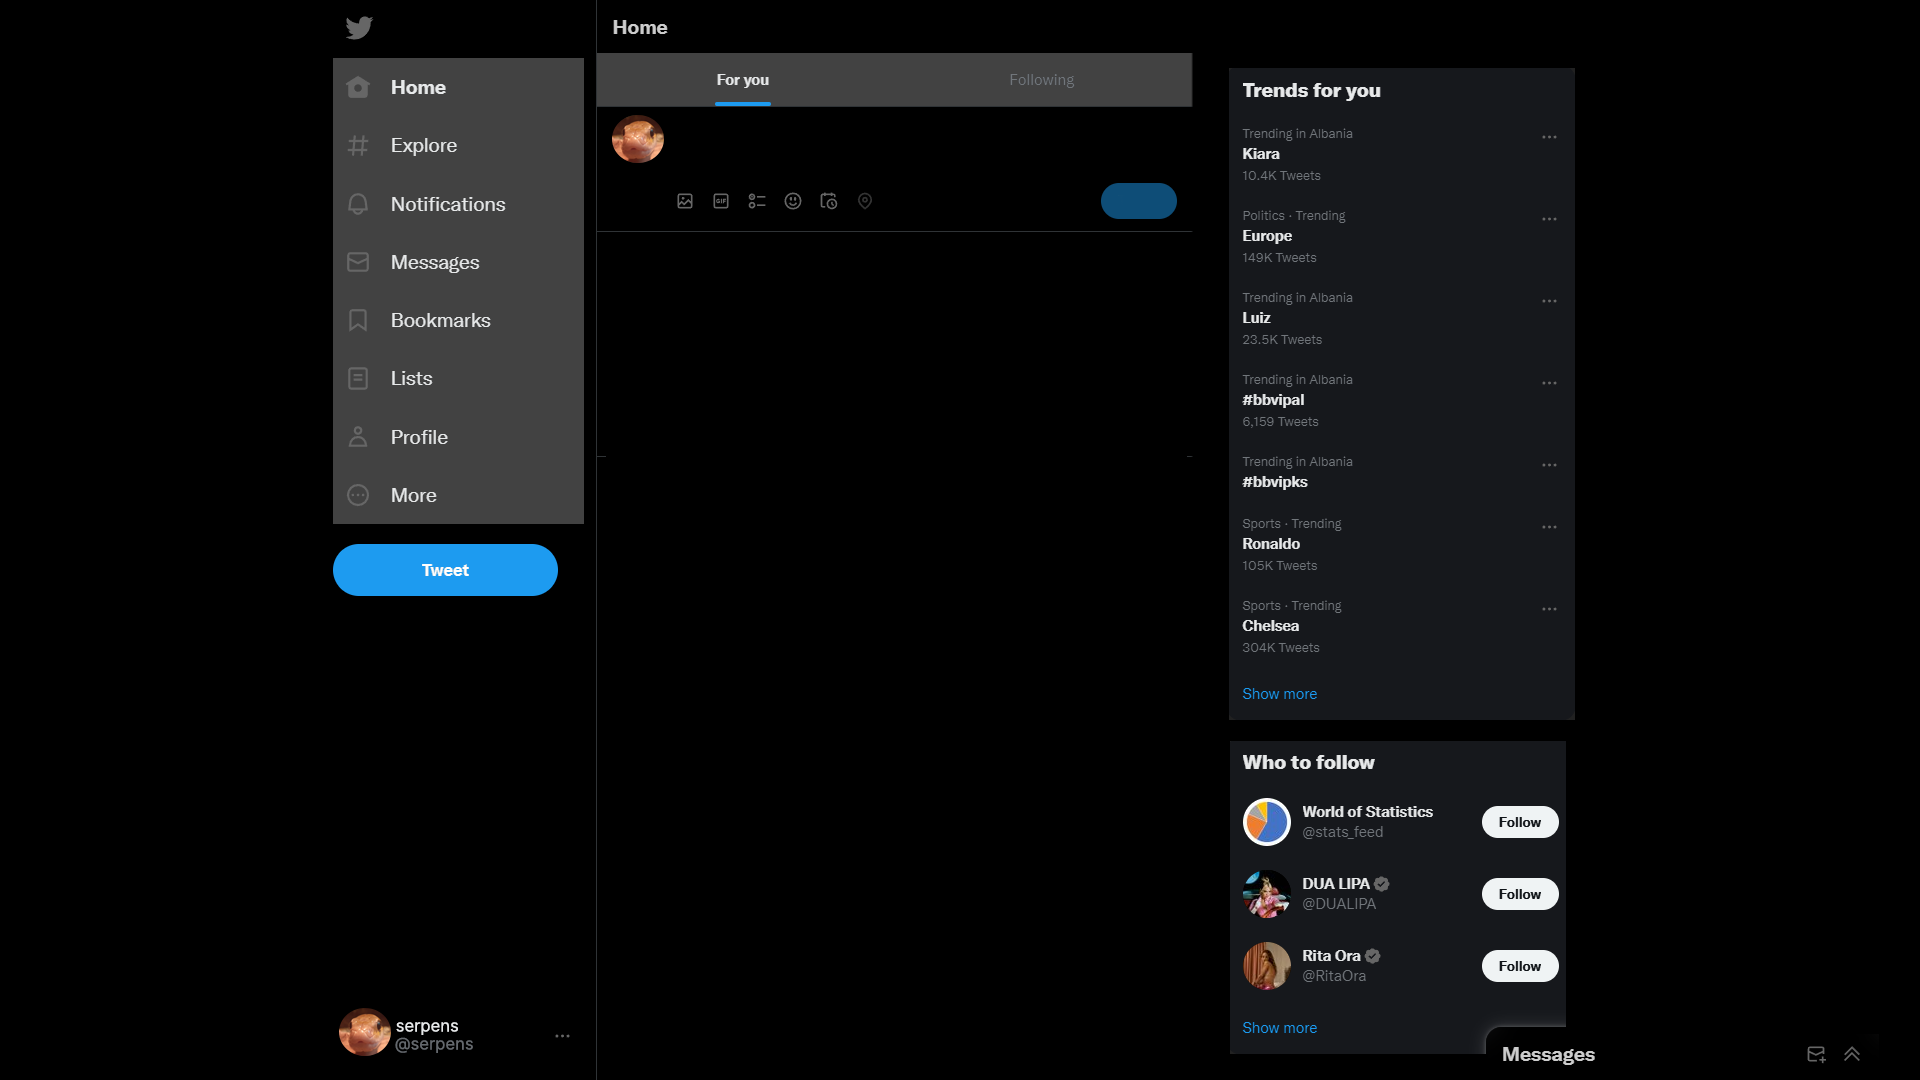 Home
Explore
Notifications
Messages
Bookmarks
Lists
Profile
More
Tweet
serpens
@serpens
Home
For you
Following
GIF
Trends for you
Trending in Albania
Kiara
10.4K Tweets
Politics · Trending
Europe
149K Tweets
Trending in Albania
Luiz
23.5K Tweets
Trending in Albania
#bbvipal
6,159 Tweets
Trending in Albania
#bbvipks
Sports · Trending
Ronaldo
105K Tweets
Sports · Trending
Chelsea
304K Tweets
Show more
Who to follow
World of Statistics
@stats_feed
Follow
DUA LIPA
@DUALIPA
Follow
Rita Ora
@RitaOra
Follow
Show more
Messages